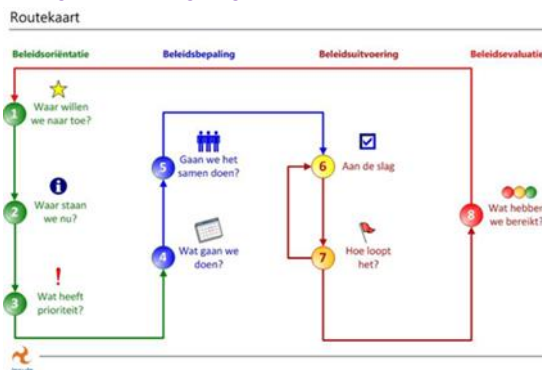 Routekaart
Beleidsoriëntatie
Beleidsbepaling
Beleidsuitvoering
Beleidsevaluatie
1
Waar willen
we naar toe?
2
Waar staan
we nu?
3
Wat heeft
prioriteit?
4
Wat gaan we
doen?
5
Gaan we het
samen doen?
6
Aan de slag
7
Hoe loopt
het?
8
Wat hebben
we bereikt?